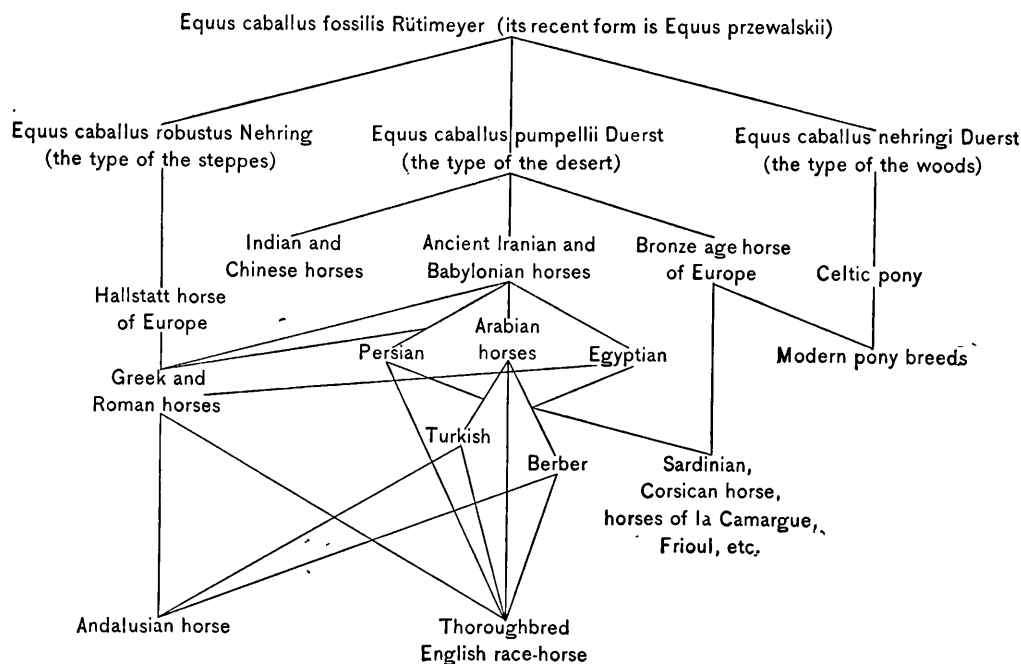 Equus caballus fossilis Rütimeyer (its recent form is Equus przewalskii)
Equus caballus robustus Nehring
(the type of the steppes)
Equus caballus pumpellii Duerst
(the type of the desert)
Equus caballus nehringi Duerst
(the type of the woods)
Indian and
Chinese horses
Ancient Iranian and
Babylonian horses
Bronze age horse
of Europe
Celtic pony
Hallstatt horse
of Europe
Persian
Arabian
horses
Egyptian
Modern pony breeds
Greek and
Roman horses
Turkish
Berber
Sardinian,
Corsican horse,
horses of la Camargue,
Frioul, etc.
Andalusian horse
Thoroughbred
English race-horse